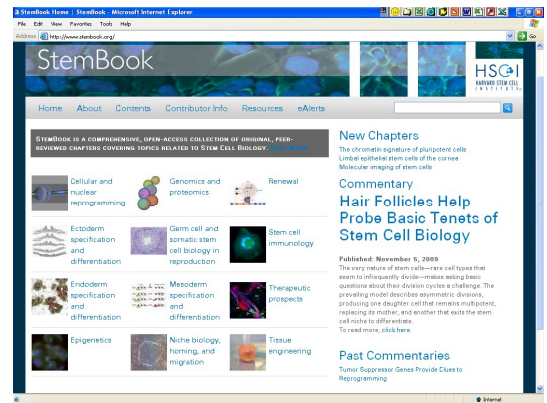 StemBook Home | StemBook - Microsoft Internet Explorer
File Edit View Favorites Tools Help
Address http://www.stembook.org/ Go
StemBook
HSCI
HARVARD STEM CELL
INSTITUTE
Home About Contents Contributor Info Resources eAlerts
STEMBOOK IS A COMPREHENSIVE, OPEN-ACCESS COLLECTION OF ORIGINAL, PEER-
REVIEWED CHAPTERS COVERING TOPICS RELATED TO STEM CELL BIOLOGY.
Cellular and
nuclear
reprogramming
Genomics and
proteomics
Renewal
Ectoderm
specification
and
differentiation
Germ cell and
somatic stem
cell biology in
reproduction
Stem cell
immunology
Endoderm
specification
and
differentiation
Mesoderm
specification
and
differentiation
Therapeutic
prospects
Epigenetics
Niche biology,
homing, and
migration
Tissue
engineering
New Chapters
The chromatin signature of pluripotent cells
Limbal epithelial stem cells of the cornea
Molecular imaging of stem cells
Commentary
Hair Follicles Help
Probe Basic Tenets of
Stem Cell Biology
Published: November 5, 2009
The very nature of stem cells—rare cell types that
seem to infrequently divide—makes asking basic
questions about their division cycles a challenge. The
prevailing model describes asymmetric divisions,
producing one daughter cell that remains multipotent,
replacing its mother, and another that exits the stem
cell niche to differentiate.
To read more, click here.
Past Commentaries
Tumor Suppressor Genes Provide Clues to
Reprogramming
Internet